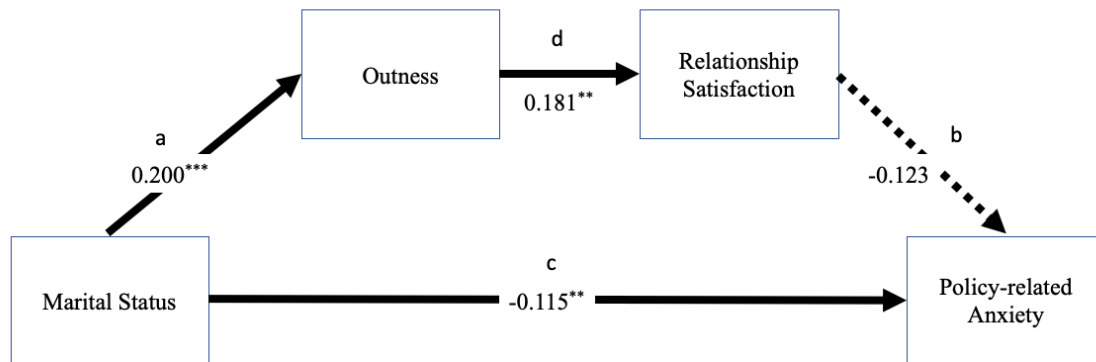 d
Outness
Relationship
Satisfaction
0.181**
a
b
0.200***
-0.123
c
Marital Status
-0.115**
Policy-related
Anxiety